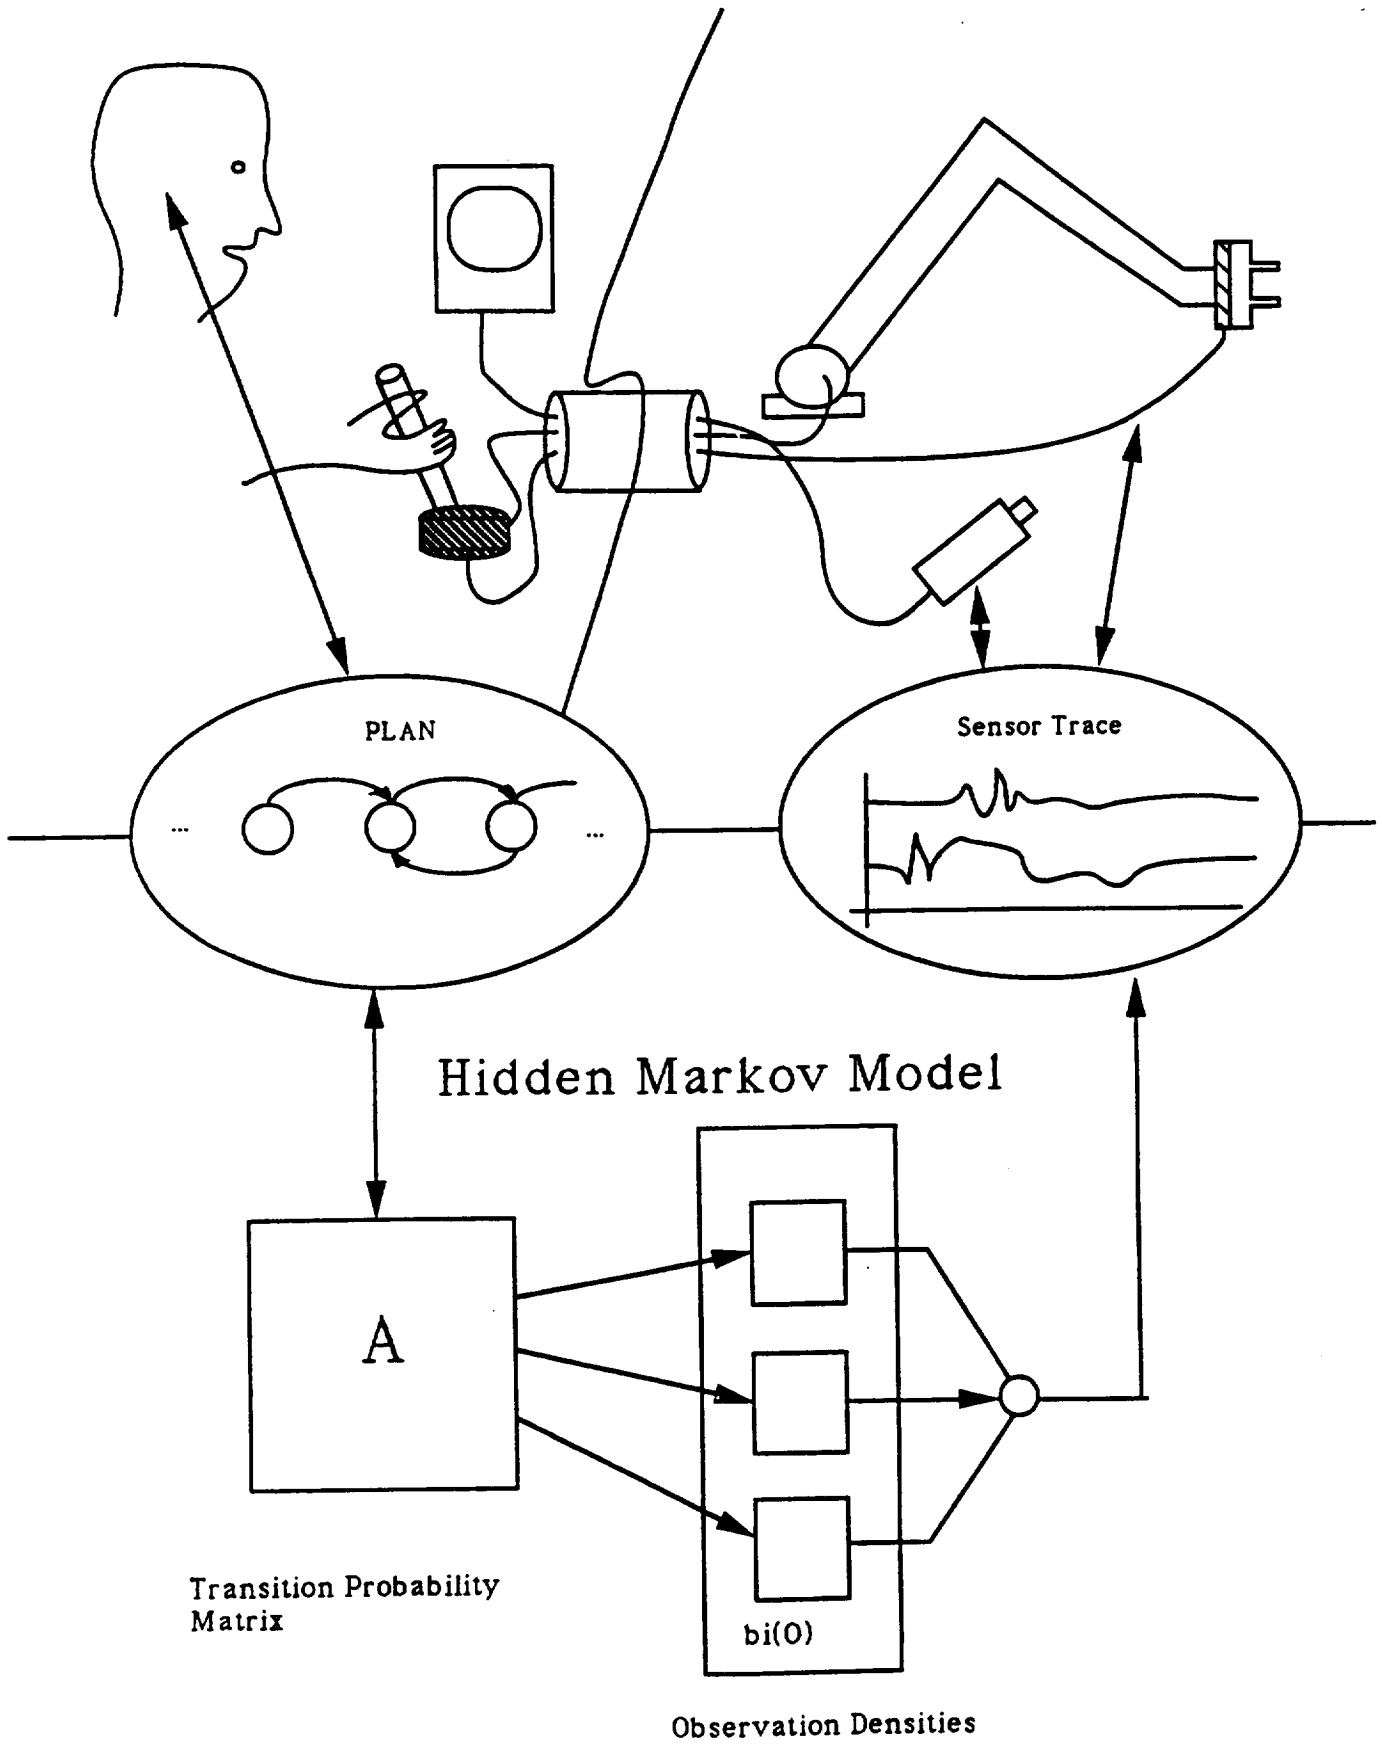 PLAN
Sensor Trace
...
...
Hidden Markov Model
A
Transition Probability
Matrix
bi(O)
Observation Densities